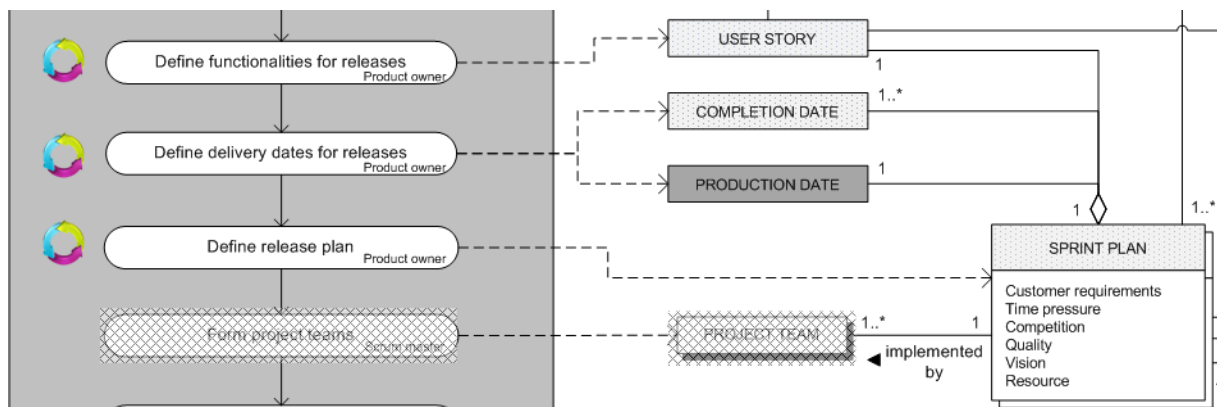 Define functionalities for releases
Product owner
USER STORY
1
Define delivery dates for releases
Product owner
COMPLETION DATE
1..*
PRODUCTION DATE
1
Define release plan
Product owner
1
1..*
SPRINT PLAN
Customer requirements
Time pressure
Competition
Quality
Vision
Resource
Form project teams
Scrum master
PROJECT TEAM
1..*
1
implemented
by